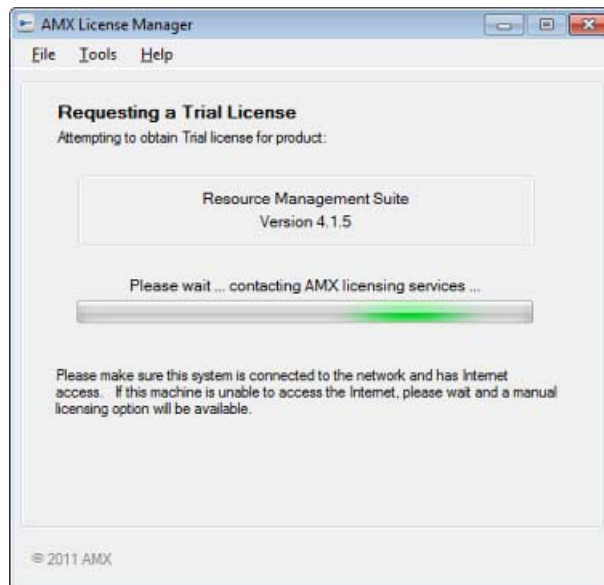 AMX License Manager
File Tools Help
Requesting a Trial License
Attempting to obtain Trial license for product:
Resource Management Suite
Version 4.1.5
Please wait ... contacting AMX licensing services ...
Please make sure this system is connected to the network and has Internet
access. If this machine is unable to access the Internet, please wait and a manual
licensing option will be available.
© 2011 AMX